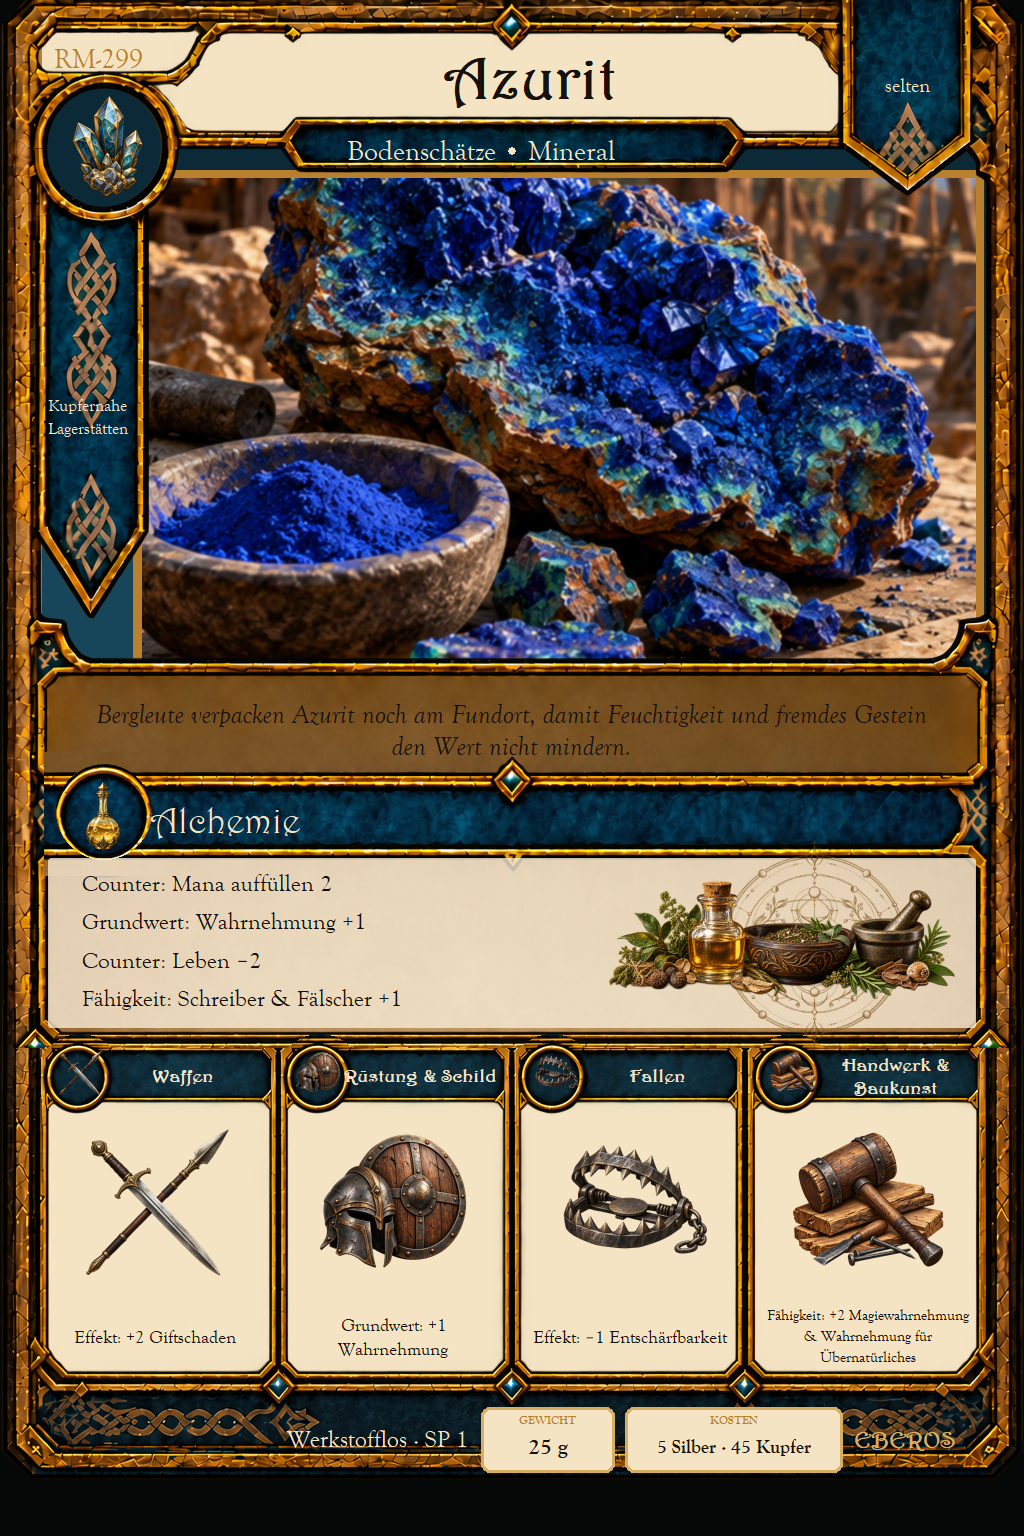 RM-299
Azurit
selten
Bodenschätze • Mineral
Kupfernahe
Lagerstätten
Bergleute verpacken Azurit noch am Fundort, damit Feuchtigkeit und fremdes Gestein
den Wert nicht mindern.
Alchemie
Counter: Mana auffüllen 2
Grundwert: Wahrnehmung +1
Counter: Leben −2
Fähigkeit: Schreiber & Fälscher +1
Waffen
Rüstung & Schild
Fallen
Handwerk &
Baukunst
Effekt: +2 Giftschaden
Grundwert: +1
Wahrnehmung
Effekt: −1 Entschärfbarkeit
Fähigkeit: +2 Magiewahrnehmung
& Wahrnehmung für
Übernatürliches
Werkstofflos · SP 1
GEWICHT
25 g
KOSTEN
5 Silber · 45 Kupfer
EBEROS